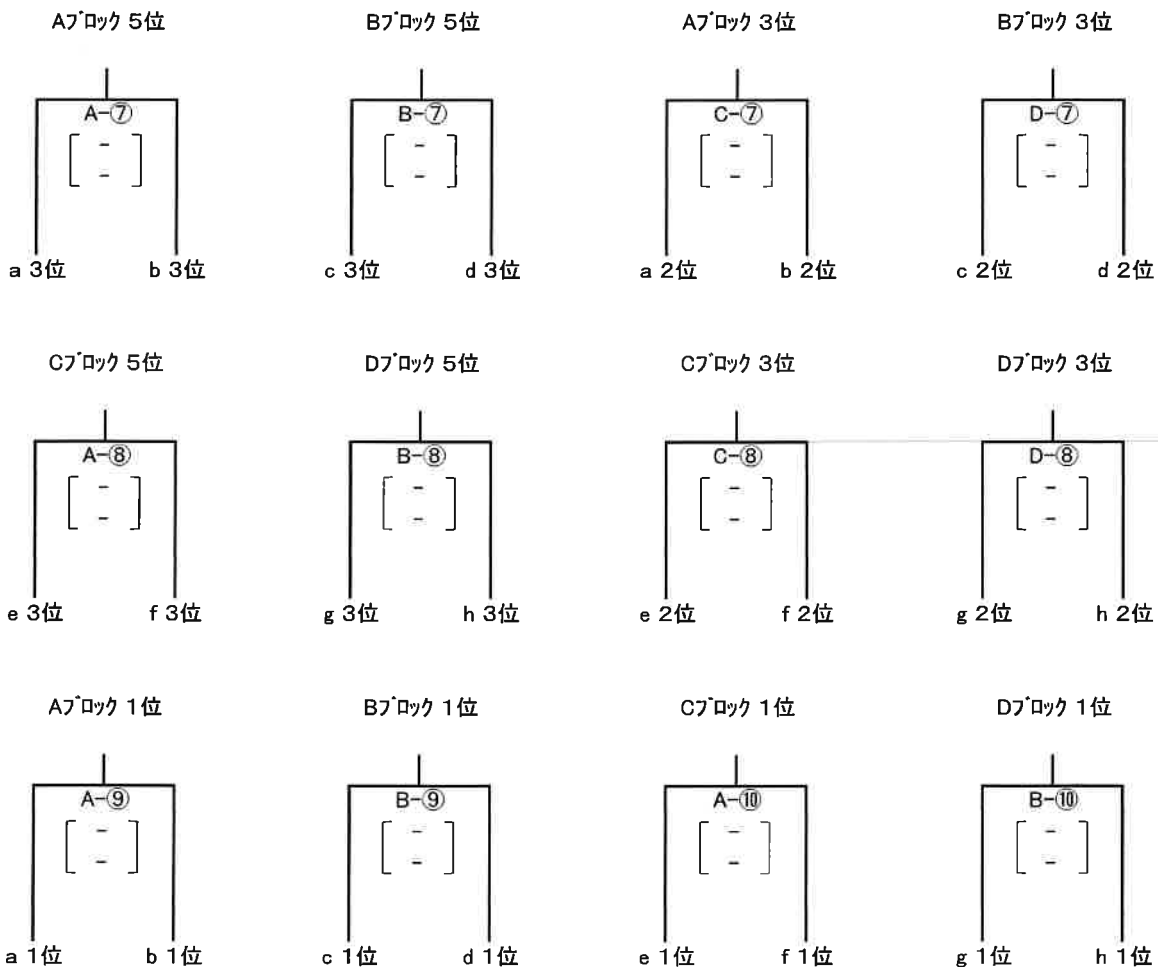 Aブロック 5位 Bブロック 5位 Aブロック 3位 Bブロック 3位
A-⑦ B-⑦ C-⑦ D-⑦
[ - ] [ - ] [ - ] [ - ]
[ - ] [ - ] [ - ] [ - ]
a 3位 b 3位 c 3位 d 3位 a 2位 b 2位 c 2位 d 2位
Cブロック 5位 Dブロック 5位 Cブロック 3位 Dブロック 3位
A-⑧ B-⑧ C-⑧ D-⑧
[ - ] [ - ] [ - ] [ - ]
[ - ] [ - ] [ - ] [ - ]
e 3位 f 3位 g 3位 h 3位 e 2位 f 2位 g 2位 h 2位
Aブロック 1位 Bブロック 1位 Cブロック 1位 Dブロック 1位
A-⑨ B-⑨ A-⑩ B-⑩
[ - ] [ - ] [ - ] [ - ]
[ - ] [ - ] [ - ] [ - ]
a 1位 b 1位 c 1位 d 1位 e 1位 f 1位 g 1位 h 1位